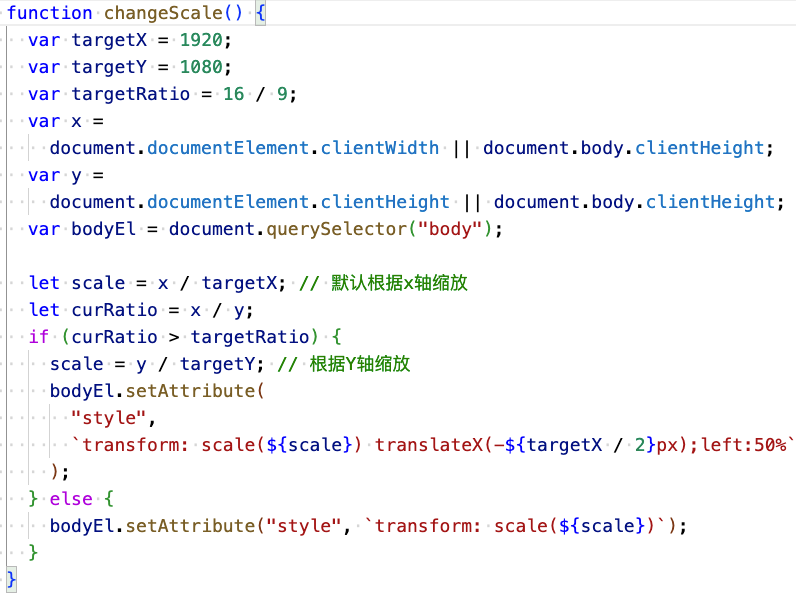 function changeScale() {
  var targetX = 1920;
  var targetY = 1080;
  var targetRatio = 16 / 9;
  var x =
    document.documentElement.clientWidth || document.body.clientHeight;
  var y =
    document.documentElement.clientHeight || document.body.clientHeight;
  var bodyEl = document.querySelector("body");

  let scale = x / targetX; // 默认根据x轴缩放
  let curRatio = x / y;
  if (curRatio > targetRatio) {
    scale = y / targetY; // 根据Y轴缩放
    bodyEl.setAttribute(
      "style",
      `transform: scale(${scale}) translateX(-${targetX / 2}px);left:50%`
    );
  } else {
    bodyEl.setAttribute("style", `transform: scale(${scale})`);
  }
}